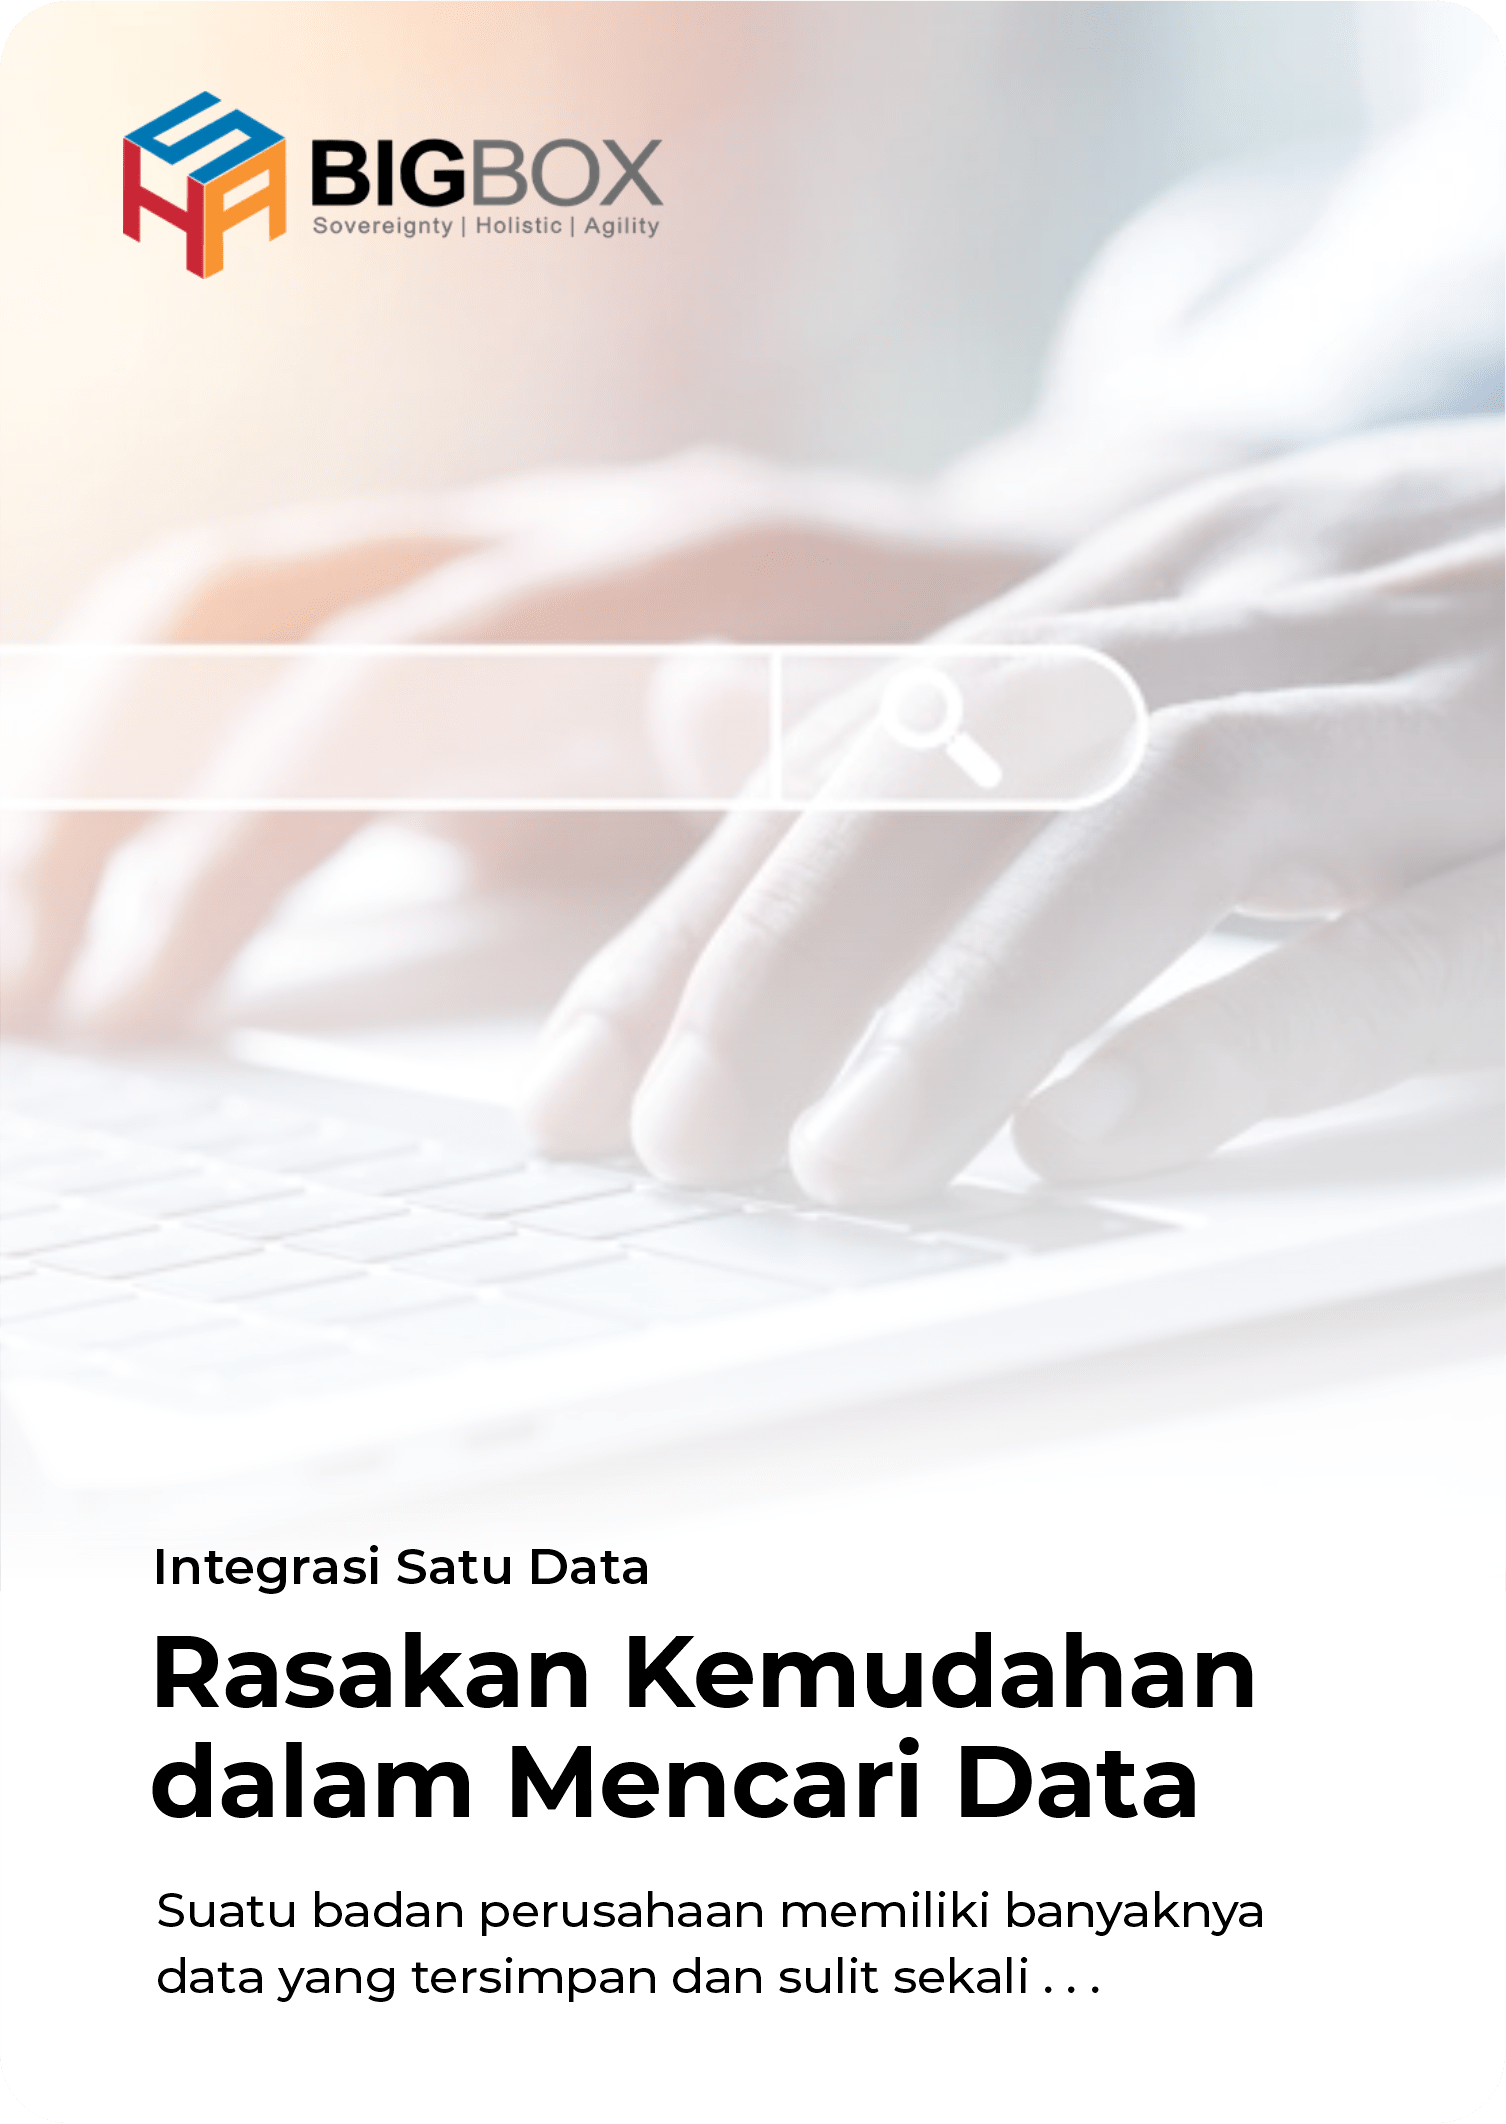 SHA
BIGBOX
Sovereignty | Holistic | Agility
Integrasi Satu Data
Rasakan Kemudahan
dalam Mencari Data
Suatu badan perusahaan memiliki banyaknya
data yang tersimpan dan sulit sekali . . .